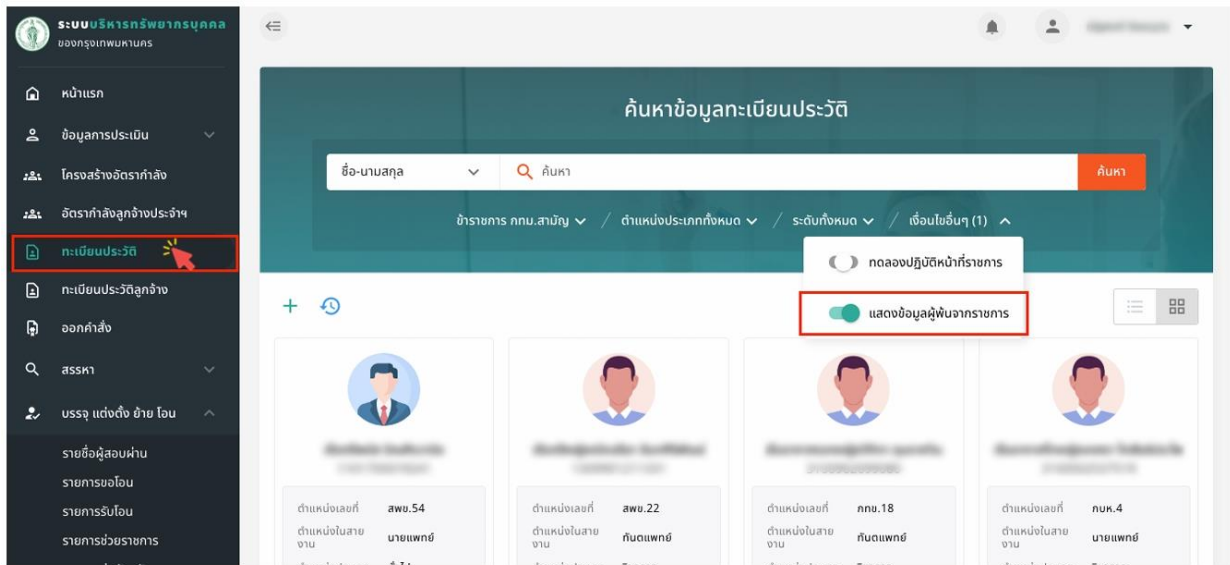 ระบบบริหารทรัพยากรบุคคล
ของกรุงเทพมหานคร
หน้าแรก
ข้อมูลการประเมิน
โครงสร้างอัตรากำลัง
อัตรากำลังลูกจ้างประจำฯ
ทะเบียนประวัติ
ทะเบียนประวัติลูกจ้าง
ออกคำสั่ง
สรรหา
บรรจุ แต่งตั้ง ย้าย โอน
รายชื่อผู้สอบผ่าน
รายการขอโอน
รายการรับโอน
รายการช่วยราชการ
ค้นหาข้อมูลทะเบียนประวัติ
ชื่อ-นามสกุล ค้นหา ค้นหา
ข้าราชการ กทม.สามัญ / ตำแหน่งประเภททั้งหมด / ระดับทั้งหมด / เงื่อนไขอื่นๆ (1)
ทดลองปฏิบัติหน้าที่ราชการ
แสดงข้อมูลผู้พ้นจากราชการ
ตำแหน่งเลขที่ สพข.54
ตำแหน่งในสาย
งาน นายแพทย์
ตำแหน่งเลขที่ สพข.22
ตำแหน่งในสาย
งาน ทันตแพทย์
ตำแหน่งเลขที่ กทข.18
ตำแหน่งในสาย
งาน ทันตแพทย์
ตำแหน่งเลขที่ กบห.4
ตำแหน่งในสาย
งาน นายแพทย์